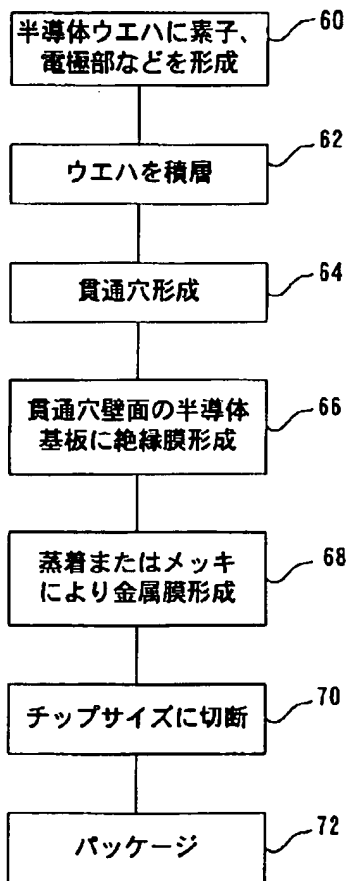 半導体ウエハに素子、
電極部などを形成
60
ウエハを積層
62
貫通穴形成
64
貫通穴壁面の半導体
基板に絶縁膜形成
66
蒸着またはメッキ
により金属膜形成
68
チップサイズに切断
70
パッケージ
72